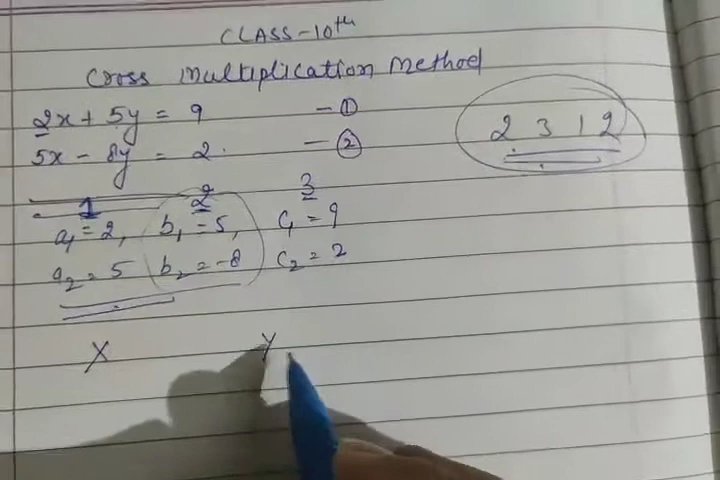 CLASS-10th
Cross Multiplication Method
2x + 5y = 9 - ①
5x - 8y = 2. - ②
2 3 1 2
1 2 3
a1 = 2, b1 = 5, c1 = 9
a2 = 5 b2 = -8 c2 = 2
X Y